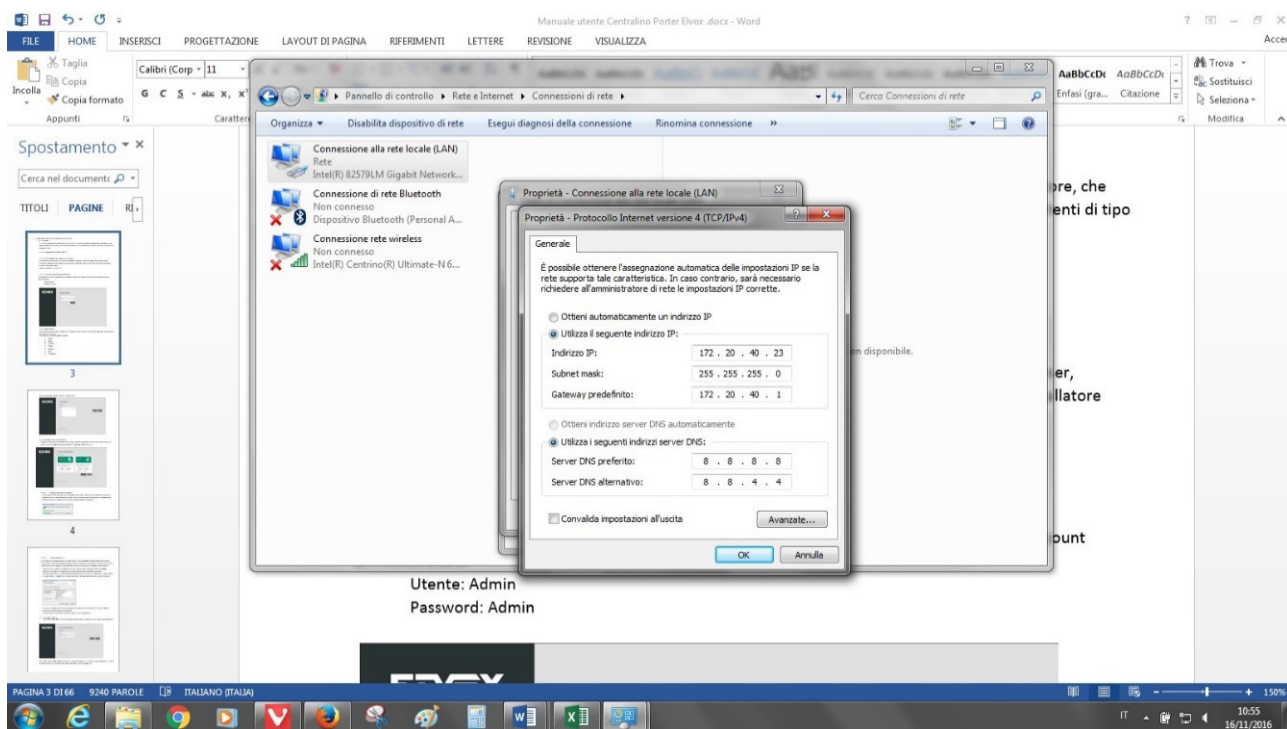 Manuale utente Centralino Porter Elvox .docx - Word
FILE HOME INSERISCI PROGETTAZIONE LAYOUT DI PAGINA RIFERIMENTI LETTERE REVISIONE VISUALIZZA
Acce
Incolla
Taglia
Copia
Copia formato
Appunti
Calibri (Corp 11
G C S abc x, x²
Caratter
AaBbCcDc AaBbCcDc
Enfasi (gra... Citazione
Trova
Sostituisci
Seleziona
Modifica
Spostamento
Cerca nel documento
TITOLI PAGINE
3
4
Pannello di controllo Rete e Internet Connessioni di rete
Cerca Connessioni di rete
Organizza Disabilita dispositivo di rete Esegui diagnosi della connessione Rinomina connessione »
Connessione alla rete locale (LAN)
Rete
Intel(R) 82579LM Gigabit Network...
Connessione di rete Bluetooth
Non connesso
Dispositivo Bluetooth (Personal A...
Connessione rete wireless
Non connesso
Intel(R) Centrino(R) Ultimate-N 6...
on disponibile.
Proprietà - Connessione alla rete locale (LAN)
Proprietà - Protocollo Internet versione 4 (TCP/IPv4)
Generale
È possibile ottenere l'assegnazione automatica delle impostazioni IP se la
rete supporta tale caratteristica. In caso contrario, sarà necessario
richiedere all'amministratore di rete le impostazioni IP corrette.
Ottieni automaticamente un indirizzo IP
Utilizza il seguente indirizzo IP:
Indirizzo IP: 172 . 20 . 40 . 23
Subnet mask: 255 . 255 . 255 . 0
Gateway predefinito: 172 . 20 . 40 . 1
Ottieni indirizzo server DNS automaticamente
Utilizza i seguenti indirizzi server DNS:
Server DNS preferito: 8 . 8 . 8 . 8
Server DNS alternativo: 8 . 8 . 4 . 4
Convalida impostazioni all'uscita
Avanzate...
OK Annulla
ore, che
enti di tipo
er,
llatore
ount
Utente: Admin
Password: Admin
PAGINA 3 DI 66 9240 PAROLE ITALIANO (ITALIA)
150%
IT
10:55
16/11/2016